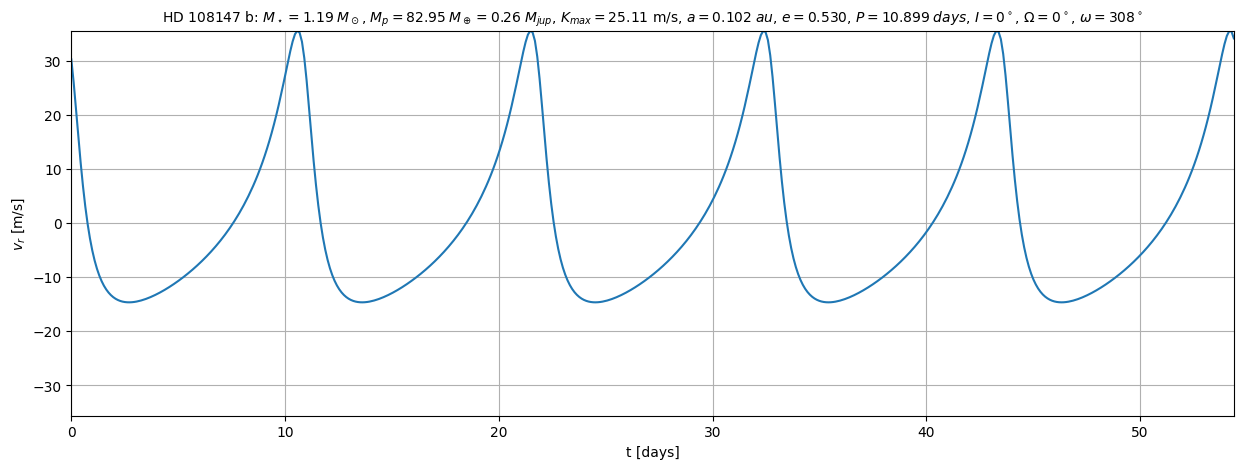 HD 108147 b: M⋆ = 1.19 M⊙, Mp = 82.95 M⊕ = 0.26 Mjup, Kmax = 25.11 m/s, a = 0.102 au, e = 0.530, P = 10.899 days, I = 0°, Ω = 0°, ω = 308°
30
20
10
0
−10
−20
−30
vr [m/s]
0 10 20 30 40 50
t [days]